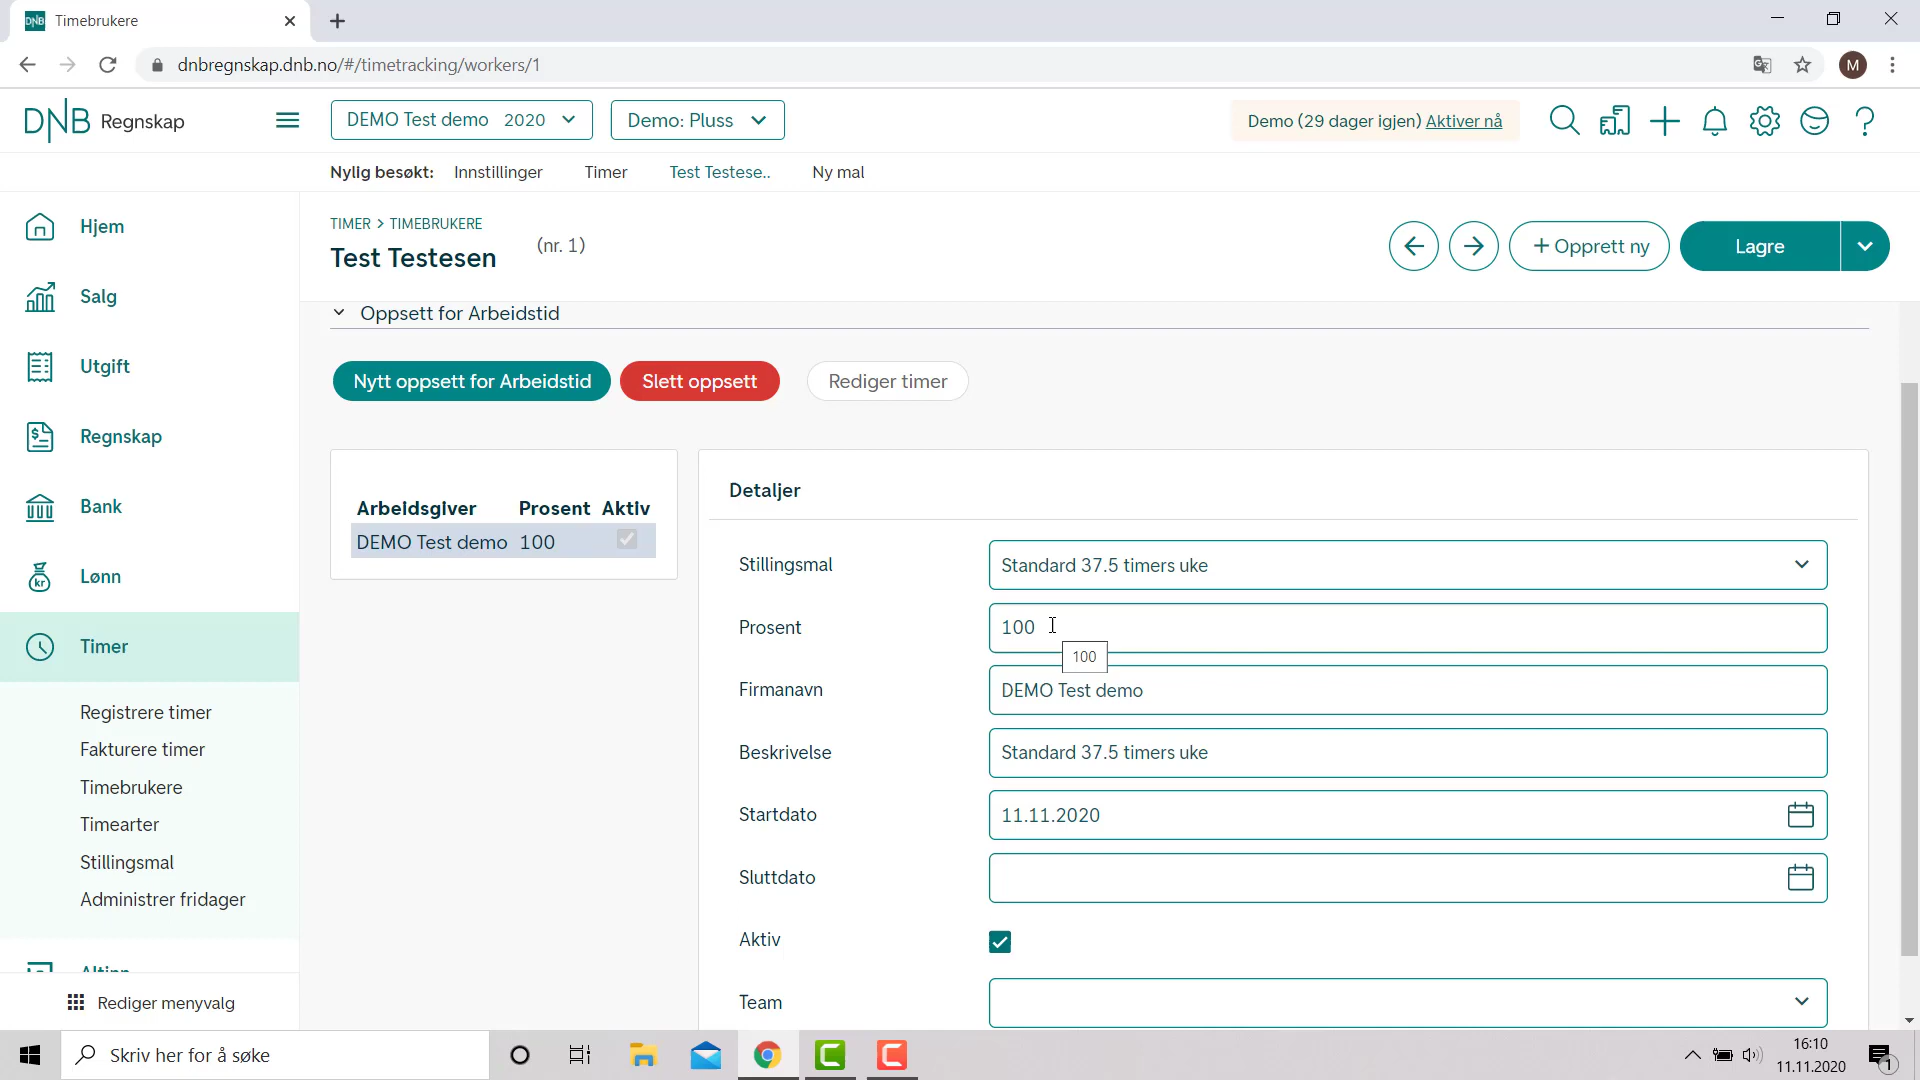 DNB Timebrukere
dnbregnskap.dnb.no/#/timetracking/workers/1
M
DNB Regnskap
DEMO Test demo 2020
Demo: Pluss
Demo (29 dager igjen) Aktiver nå
Nylig besøkt: Innstillinger Timer Test Testese.. Ny mal
Hjem
Salg
Utgift
Regnskap
Bank
Lønn
Timer
Registrere timer
Fakturere timer
Timebrukere
Timearter
Stillingsmal
Administrer fridager
Altinn
Rediger menyvalg
TIMER > TIMEBRUKERE
Test Testesen (nr. 1)
+ Opprett ny
Lagre
Oppsett for Arbeidstid
Nytt oppsett for Arbeidstid
Slett oppsett
Rediger timer
Arbeidsgiver Prosent Aktiv
DEMO Test demo 100
Detaljer
Stillingsmal Standard 37.5 timers uke
Prosent 100
100
Firmanavn DEMO Test demo
Beskrivelse Standard 37.5 timers uke
Startdato 11.11.2020
Sluttdato
Aktiv
Team
Skriv her for å søke
16:10
11.11.2020
1